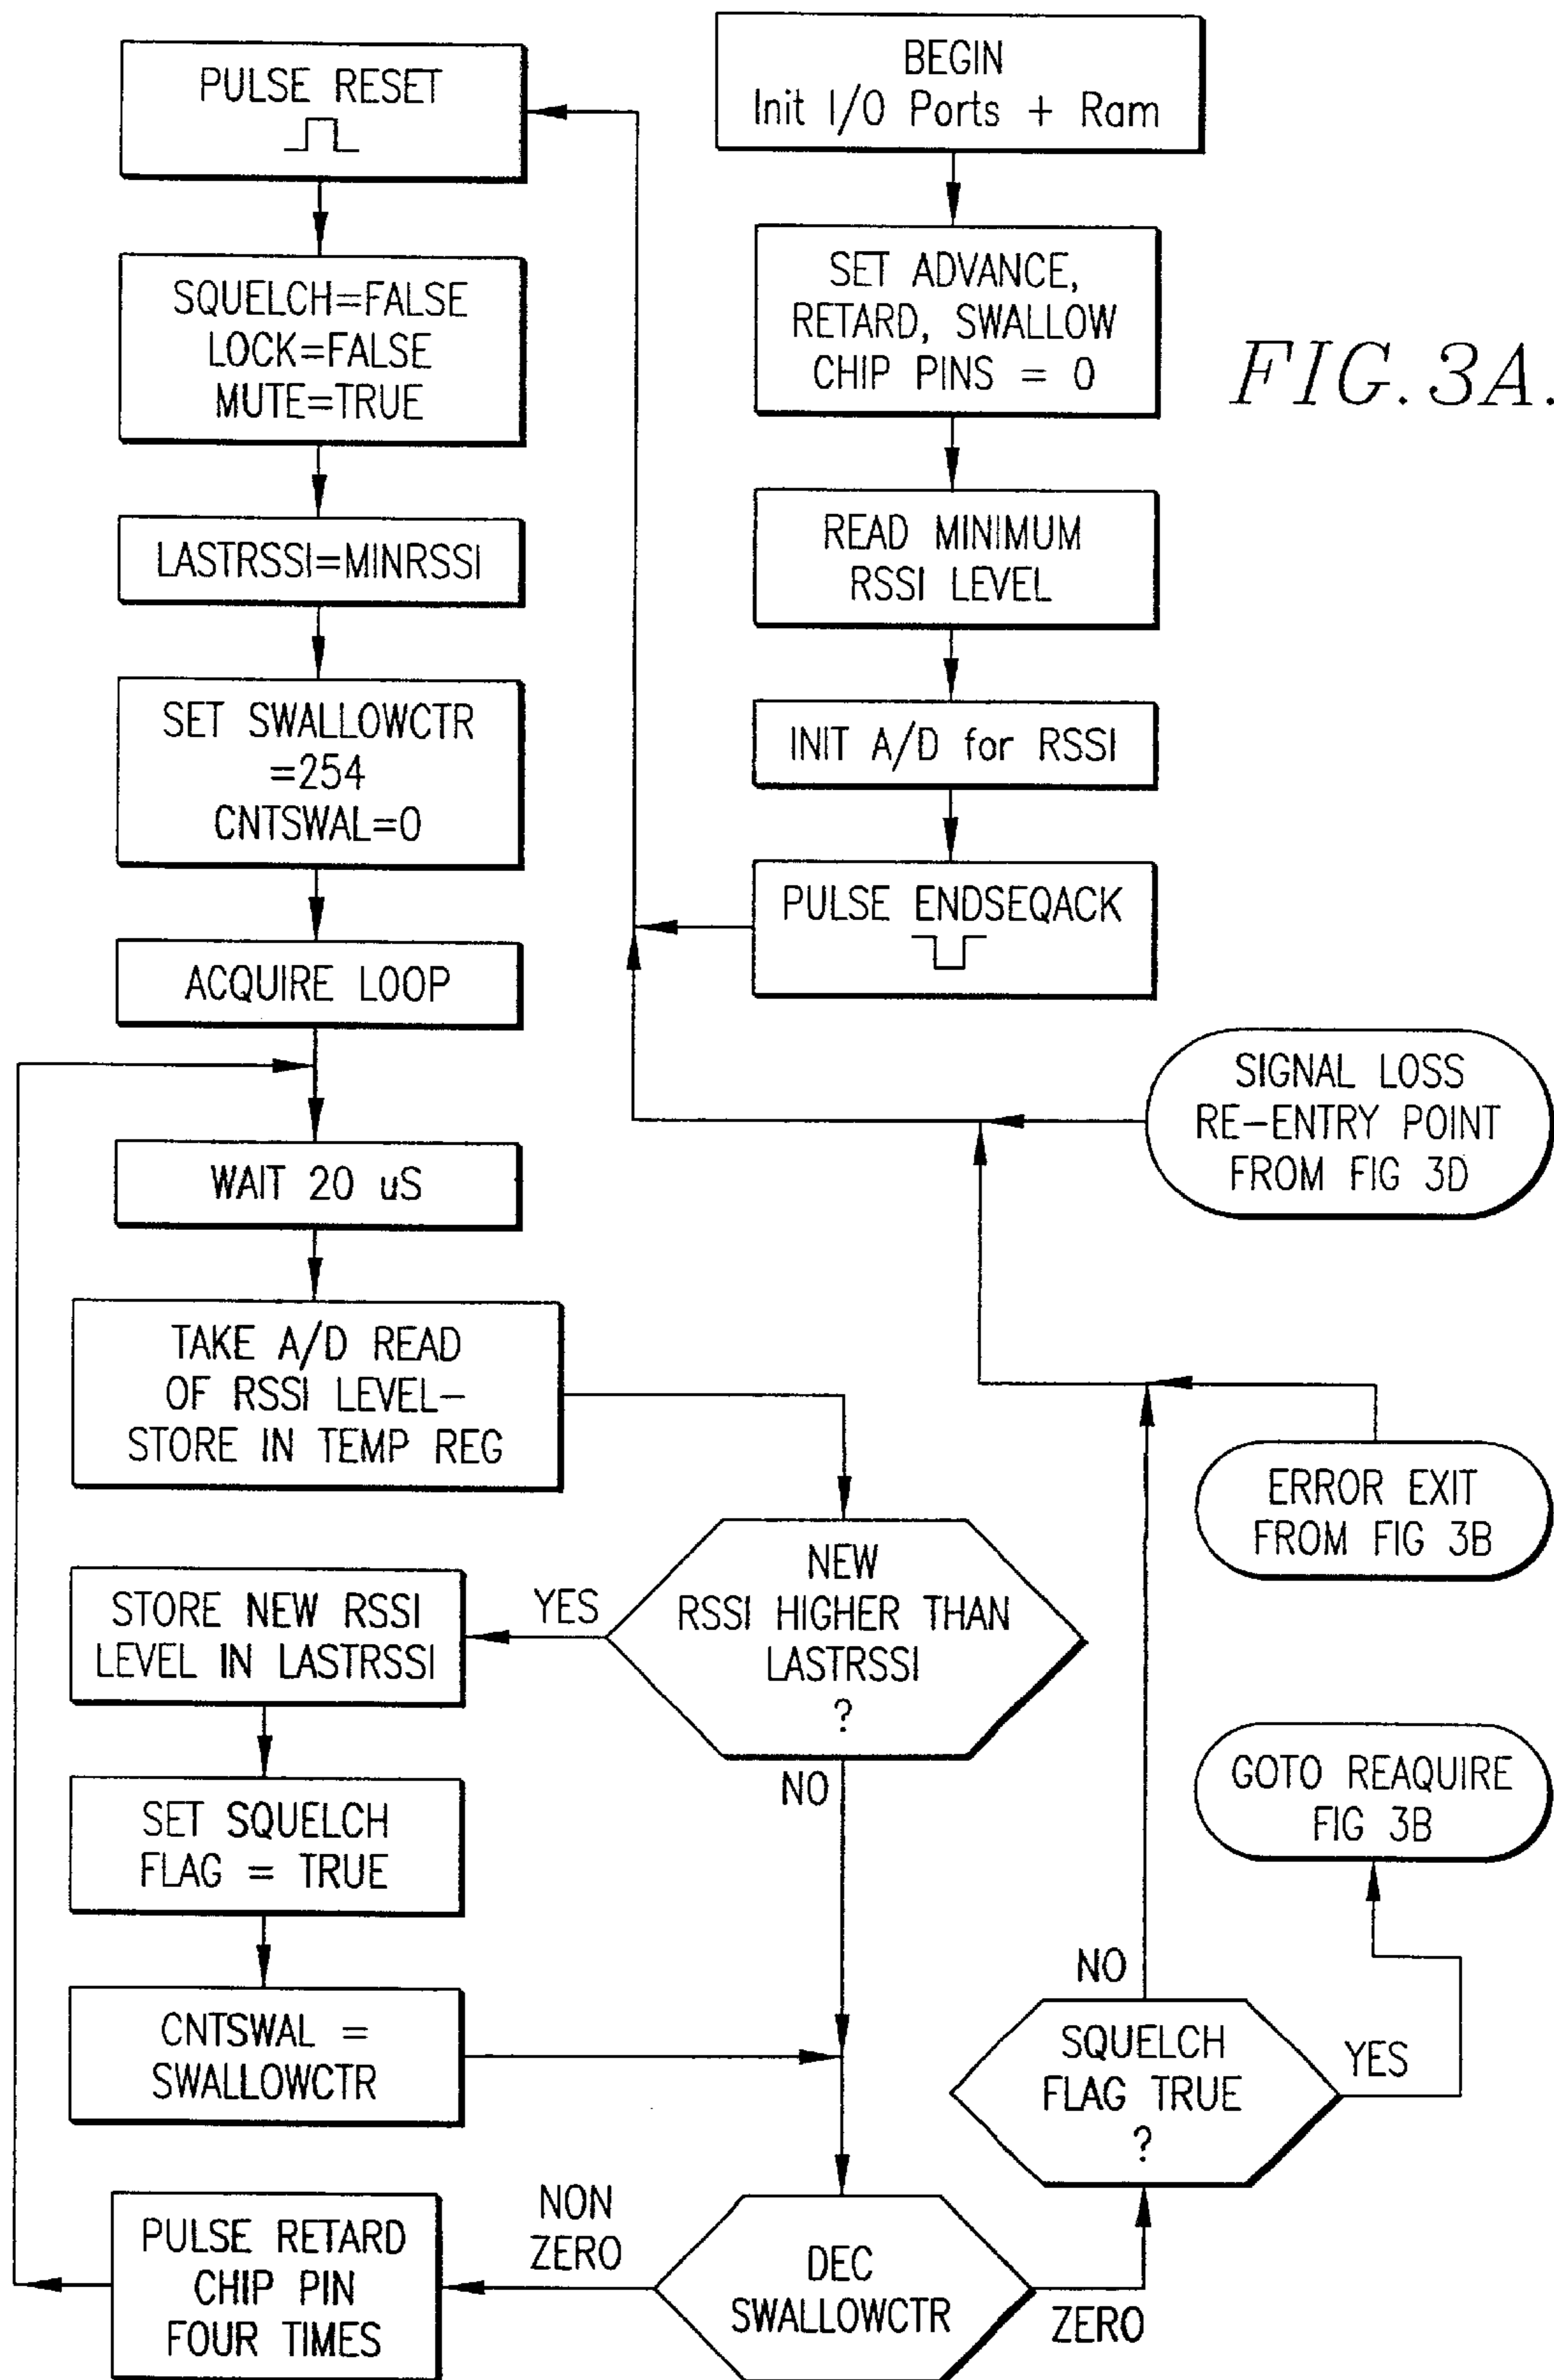 PULSE RESET
SQUELCH=FALSE
LOCK=FALSE
MUTE=TRUE
LASTRSSI=MINRSSI
SET SWALLOWCTR
=254
CNTSWAL=0
ACQUIRE LOOP
WAIT 20 uS
TAKE A/D READ
OF RSSI LEVEL–
STORE IN TEMP REG
BEGIN
Init I/O Ports + Ram
SET ADVANCE,
RETARD, SWALLOW
CHIP PINS = 0
READ MINIMUM
RSSI LEVEL
INIT A/D for RSSI
PULSE ENDSEQACK
FIG. 3A.
SIGNAL LOSS
RE–ENTRY POINT
FROM FIG 3D
ERROR EXIT
FROM FIG 3B
NEW
RSSI HIGHER THAN
LASTRSSI
?
YES
NO
STORE NEW RSSI
LEVEL IN LASTRSSI
SET SQUELCH
FLAG = TRUE
CNTSWAL =
SWALLOWCTR
GOTO REAQUIRE
FIG 3B
NO
SQUELCH
FLAG TRUE
?
YES
PULSE RETARD
CHIP PIN
FOUR TIMES
NON
ZERO
DEC
SWALLOWCTR
ZERO